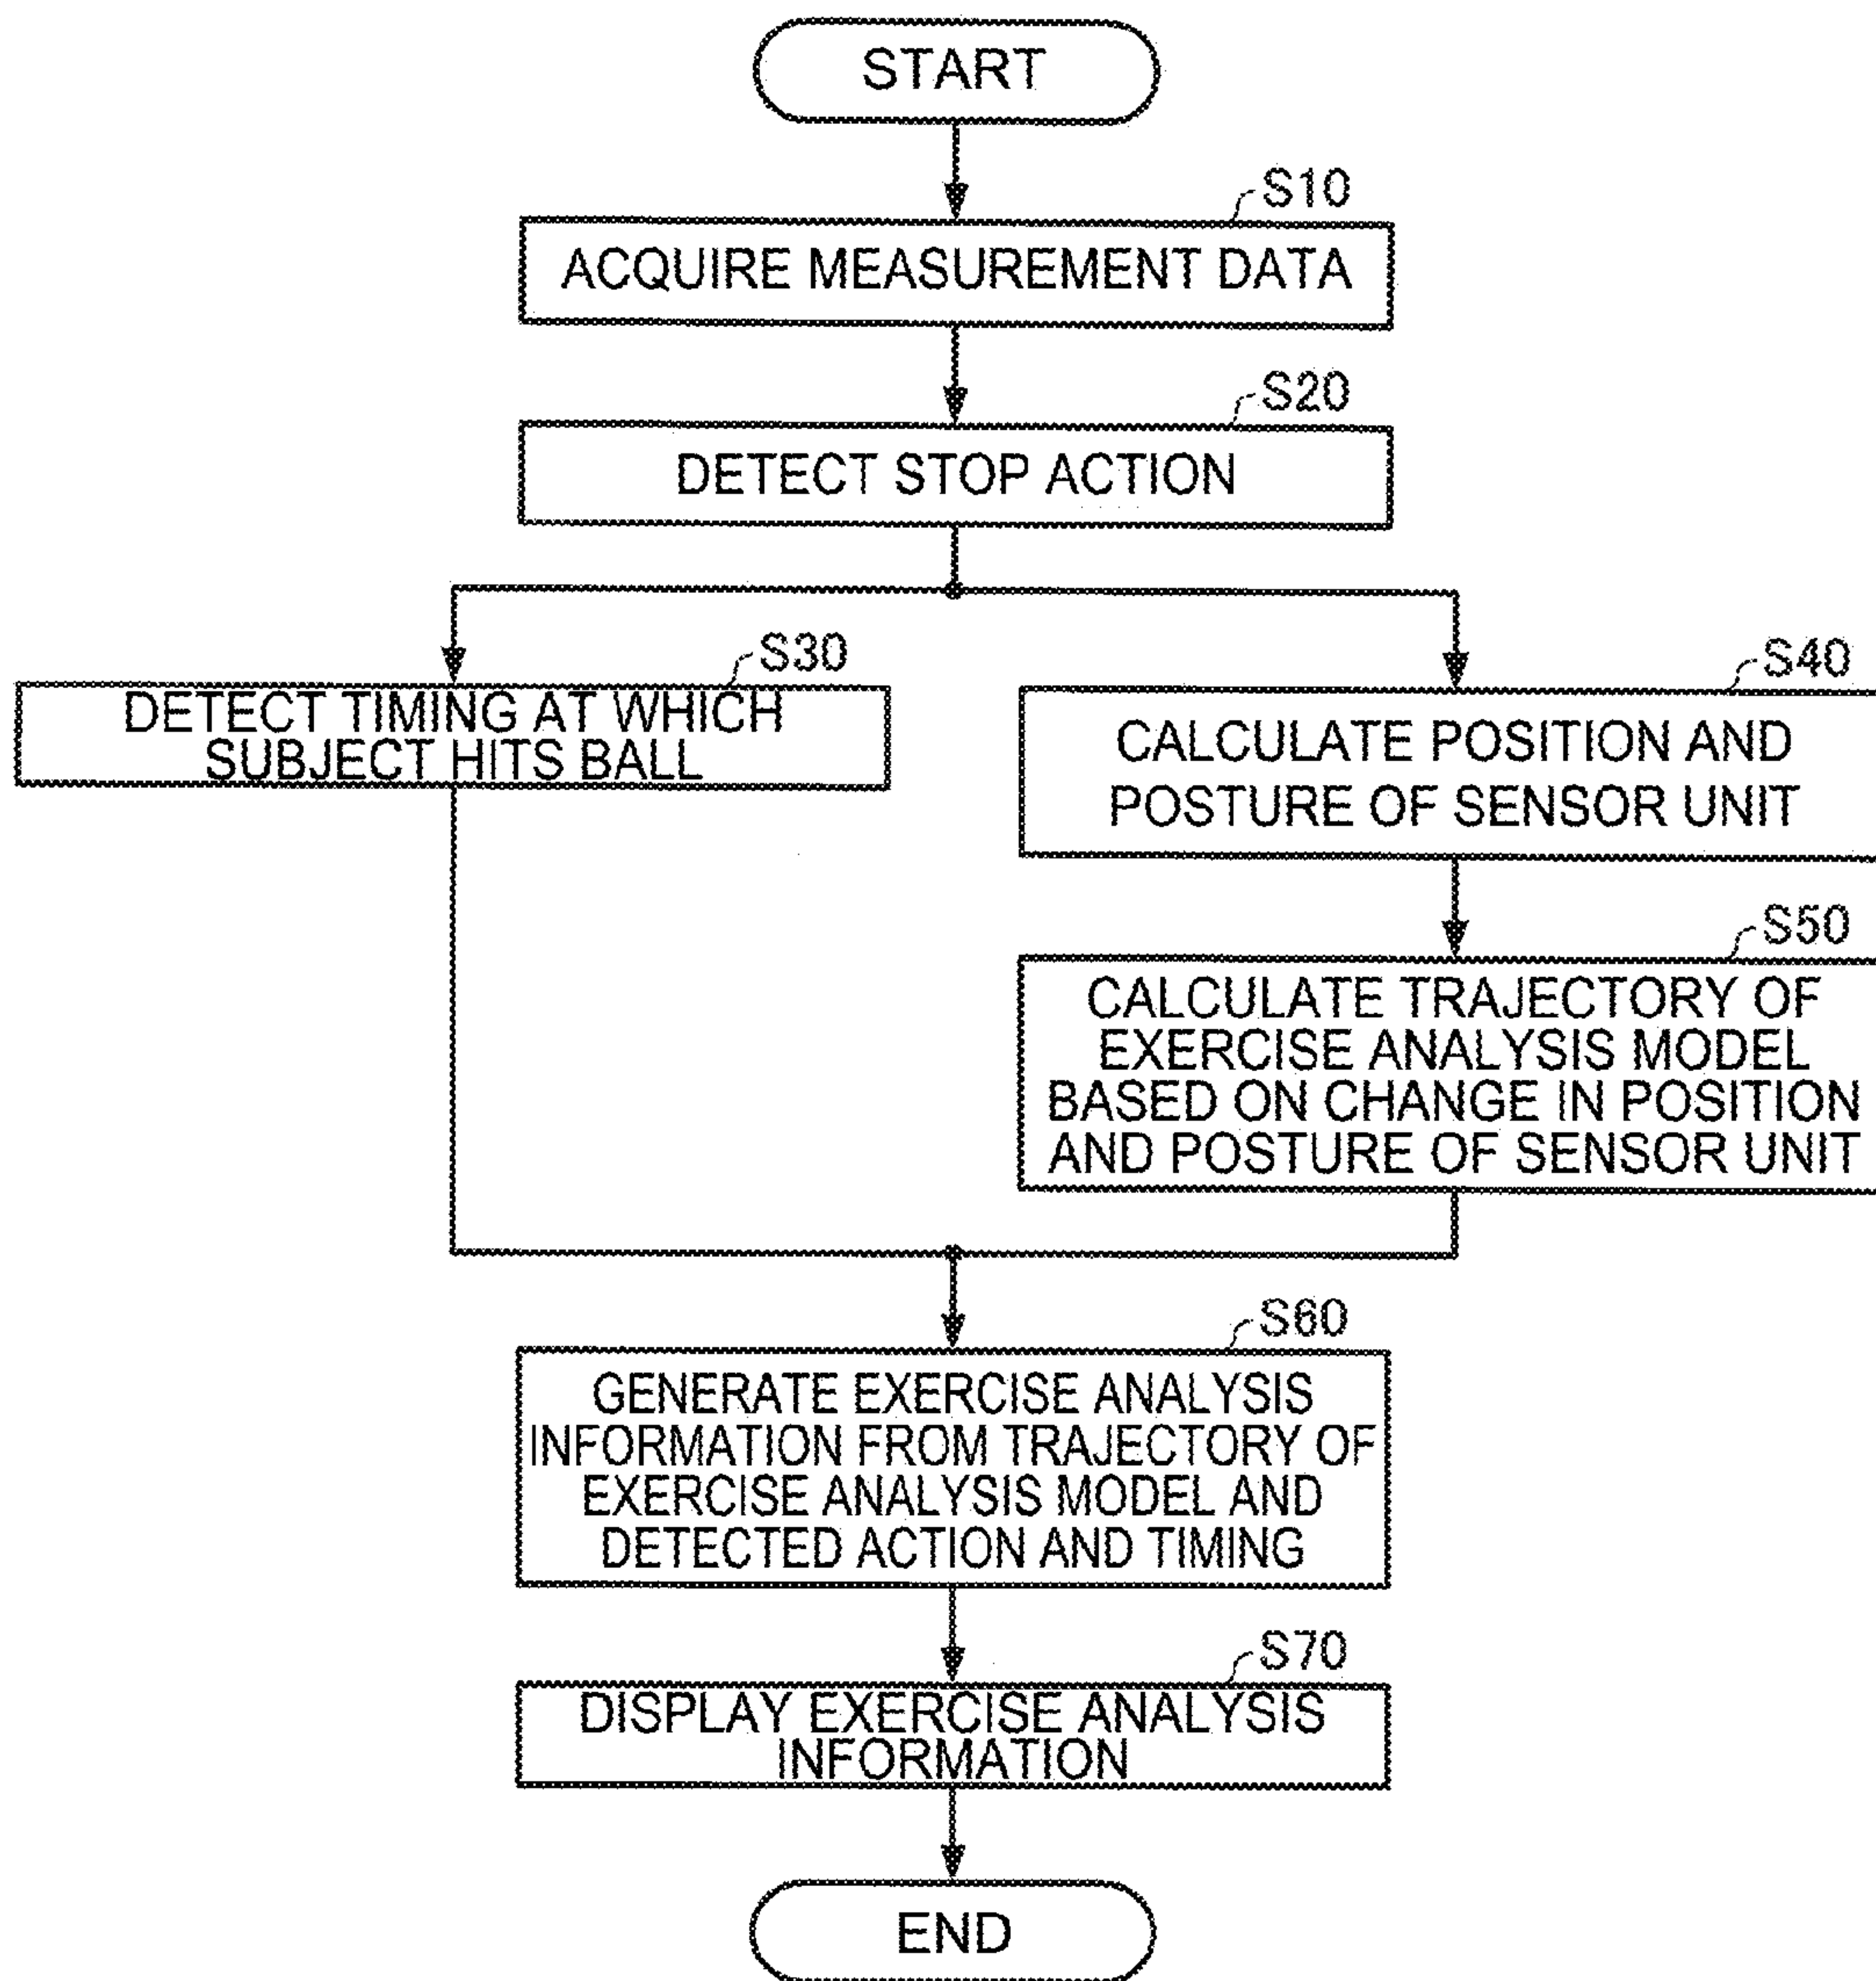 START
S10
ACQUIRE MEASUREMENT DATA
S20
DETECT STOP ACTION
S30
DETECT TIMING AT WHICH
SUBJECT HITS BALL
S40
CALCULATE POSITION AND
POSTURE OF SENSOR UNIT
S50
CALCULATE TRAJECTORY OF
EXERCISE ANALYSIS MODEL
BASED ON CHANGE IN POSITION
AND POSTURE OF SENSOR UNIT
S60
GENERATE EXERCISE ANALYSIS
INFORMATION FROM TRAJECTORY OF
EXERCISE ANALYSIS MODEL AND
DETECTED ACTION AND TIMING
S70
DISPLAY EXERCISE ANALYSIS
INFORMATION
END